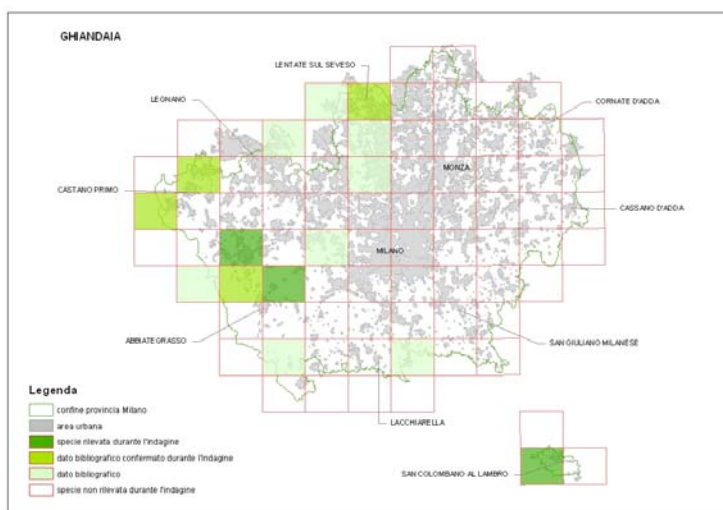 GHIANDAIA
LENTATE SUL SEVESO
LEGNANO
CORNATE D'ADDA
MONZA
CASTANO PRIMO
CASSANO D'ADDA
MILANO
ABBIATEGRASSO
SAN GIULIANO MILANESE
LACCHIARELLA
SAN COLOMBANO AL LAMBRO
Legenda
confine provincia Milano
area urbana
specie rilevata durante l'indagine
dato bibliografico confermato durante l'indagine
dato bibliografico
specie non rilevata durante l'indagine